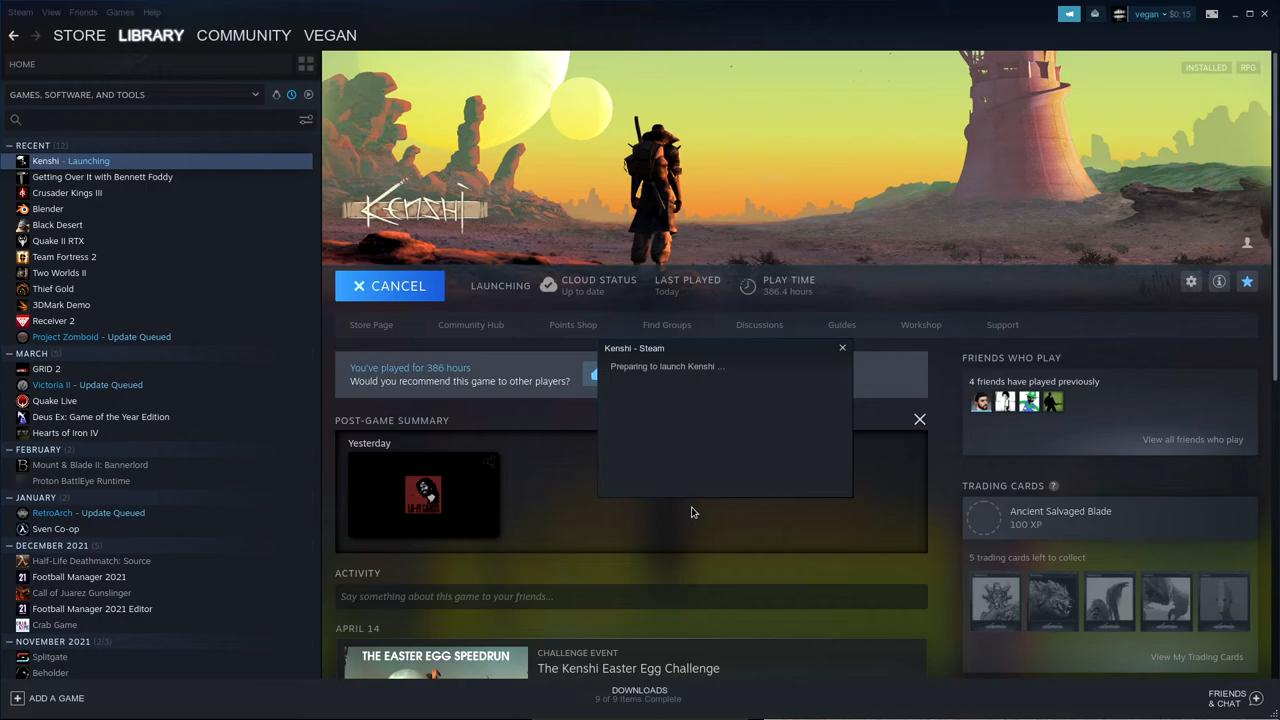 Steam View Friends Games Help
vegan $0.15
STORE LIBRARY COMMUNITY VEGAN
HOME
GAMES, SOFTWARE, AND TOOLS
RECENT (12)
Kenshi - Launching
Getting Over It with Bennett Foddy
Crusader Kings III
Blender
Black Desert
Quake II RTX
Team Fortress 2
Two Worlds II
Thief Gold
3DMark Demo
Receiver 2
Project Zomboid - Update Queued
MARCH (5)
GRID 2
Victoria II - Update Queued
Quake Live
Deus Ex: Game of the Year Edition
Hearts of Iron IV
FEBRUARY (2)
Mount & Blade II: Bannerlord
Proton BattlEye Runtime
JANUARY (2)
RetroArch - Update Queued
Sven Co-op
DECEMBER 2021 (5)
Half-Life Deathmatch: Source
Football Manager 2021
Call of Juarez Gunslinger
Football Manager 2021 Editor
Crab Game
NOVEMBER 2021 (2/3)
Splitgate
Beholder
ADD A GAME
INSTALLED RPG
KENSHI
CANCEL
LAUNCHING
CLOUD STATUS
Up to date
LAST PLAYED
Today
PLAY TIME
386.4 hours
Store Page Community Hub Points Shop Find Groups Discussions Guides Workshop Support
You've played for 386 hours
Would you recommend this game to other players?
Kenshi - Steam
Preparing to launch Kenshi ...
POST-GAME SUMMARY
Yesterday
LO-FI GAMES
ACTIVITY
Say something about this game to your friends...
APRIL 14
THE EASTER EGG SPEEDRUN
CHALLENGE EVENT
The Kenshi Easter Egg Challenge
FRIENDS WHO PLAY
4 friends have played previously
View all friends who play
TRADING CARDS ?
Ancient Salvaged Blade
100 XP
5 trading cards left to collect
View My Trading Cards
DOWNLOADS
9 of 9 Items Complete
FRIENDS
& CHAT